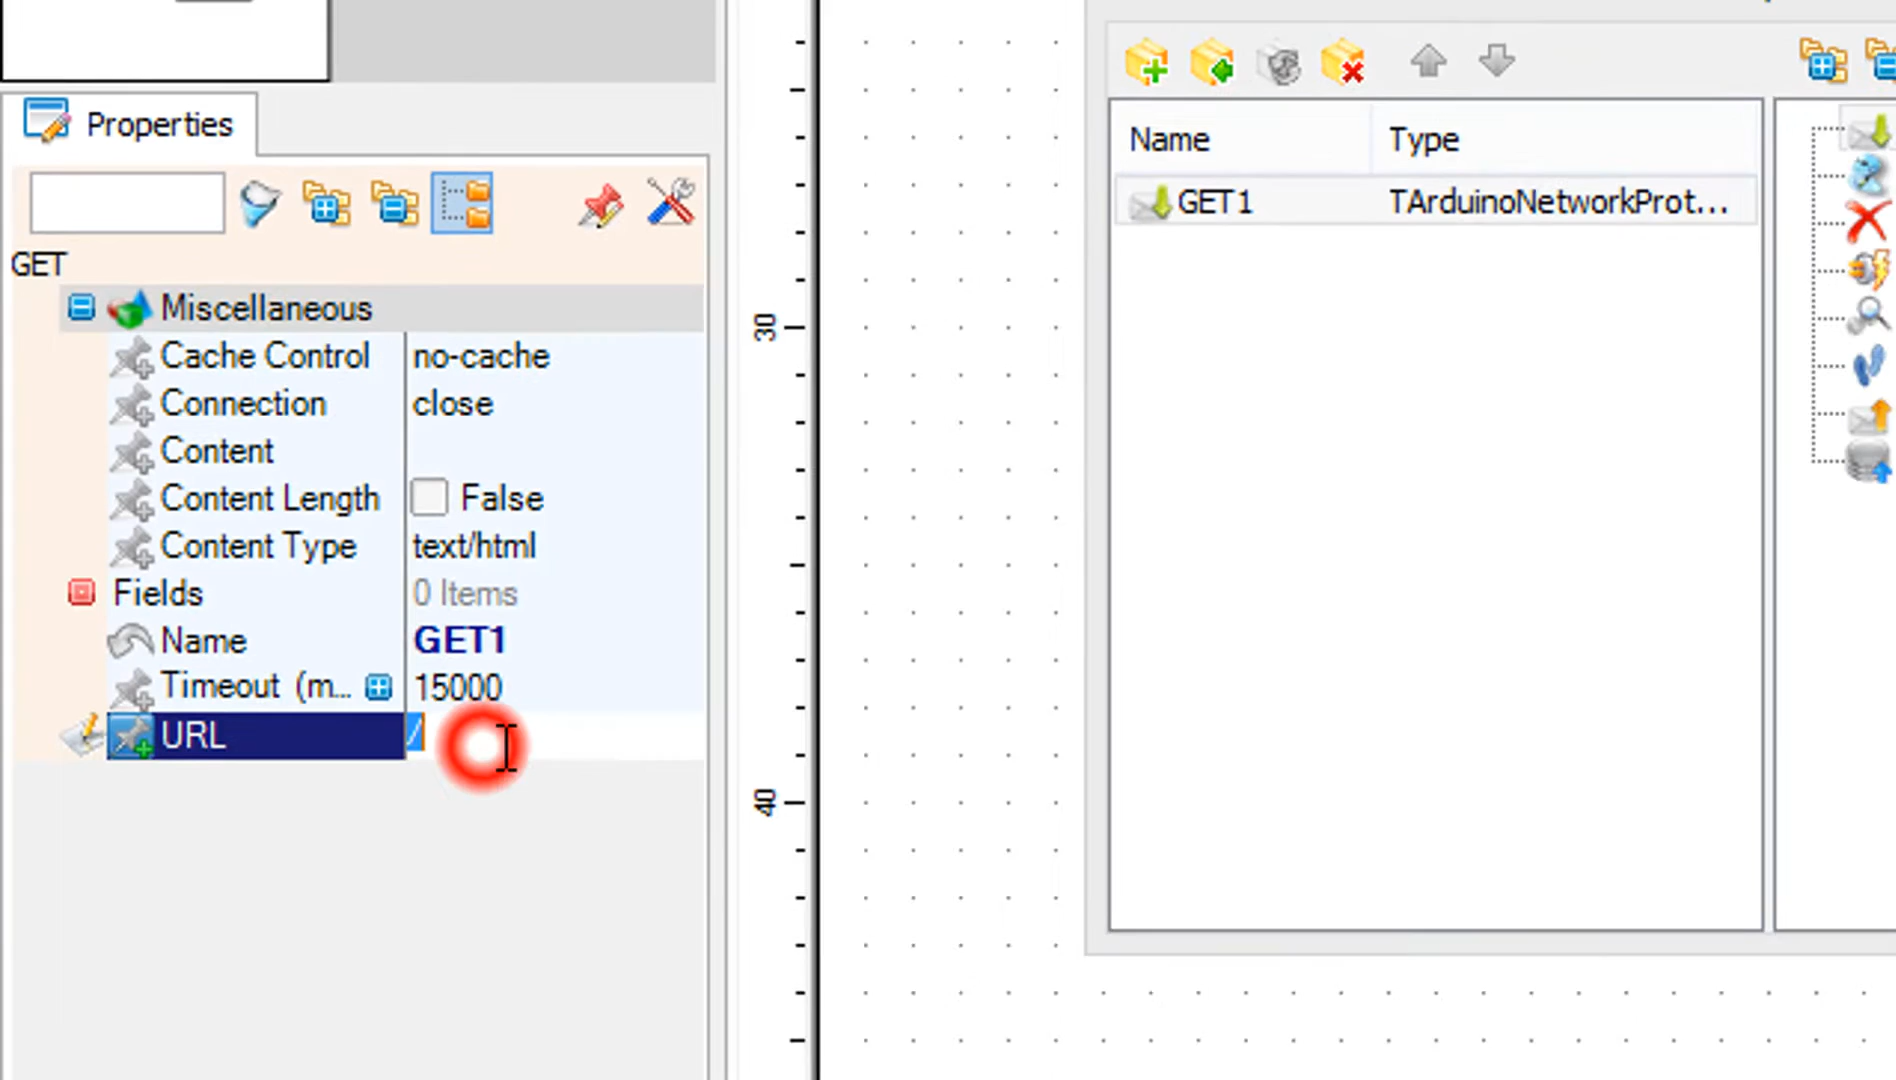 Properties
GET
Miscellaneous
Cache Control no-cache
Connection close
Content
Content Length False
Content Type text/html
Fields 0 Items
Name GET1
Timeout (m... 15000
URL /
30
40
Name Type
GET1 TArduinoNetworkProt...